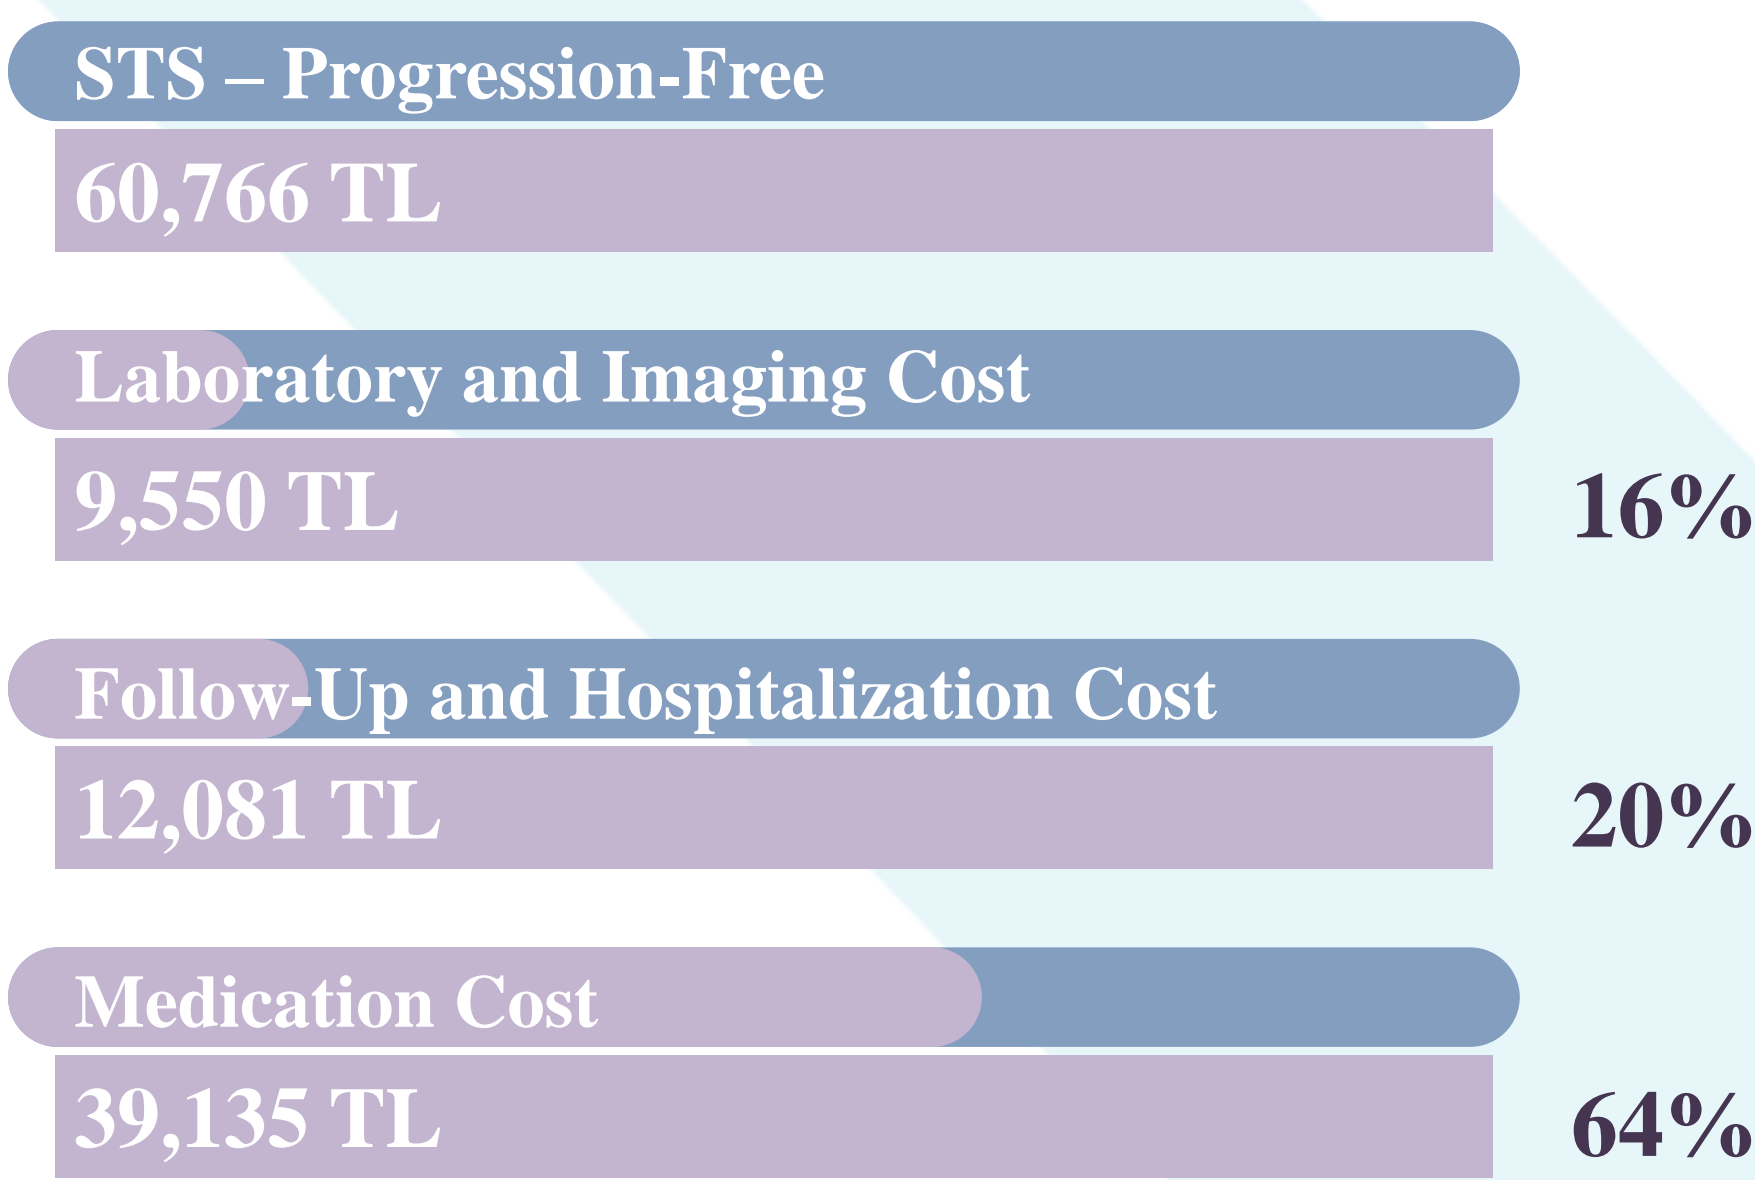 STS – Progression-Free
60,766 TL
Laboratory and Imaging Cost
9,550 TL
16%
Follow-Up and Hospitalization Cost
12,081 TL
20%
Medication Cost
39,135 TL
64%